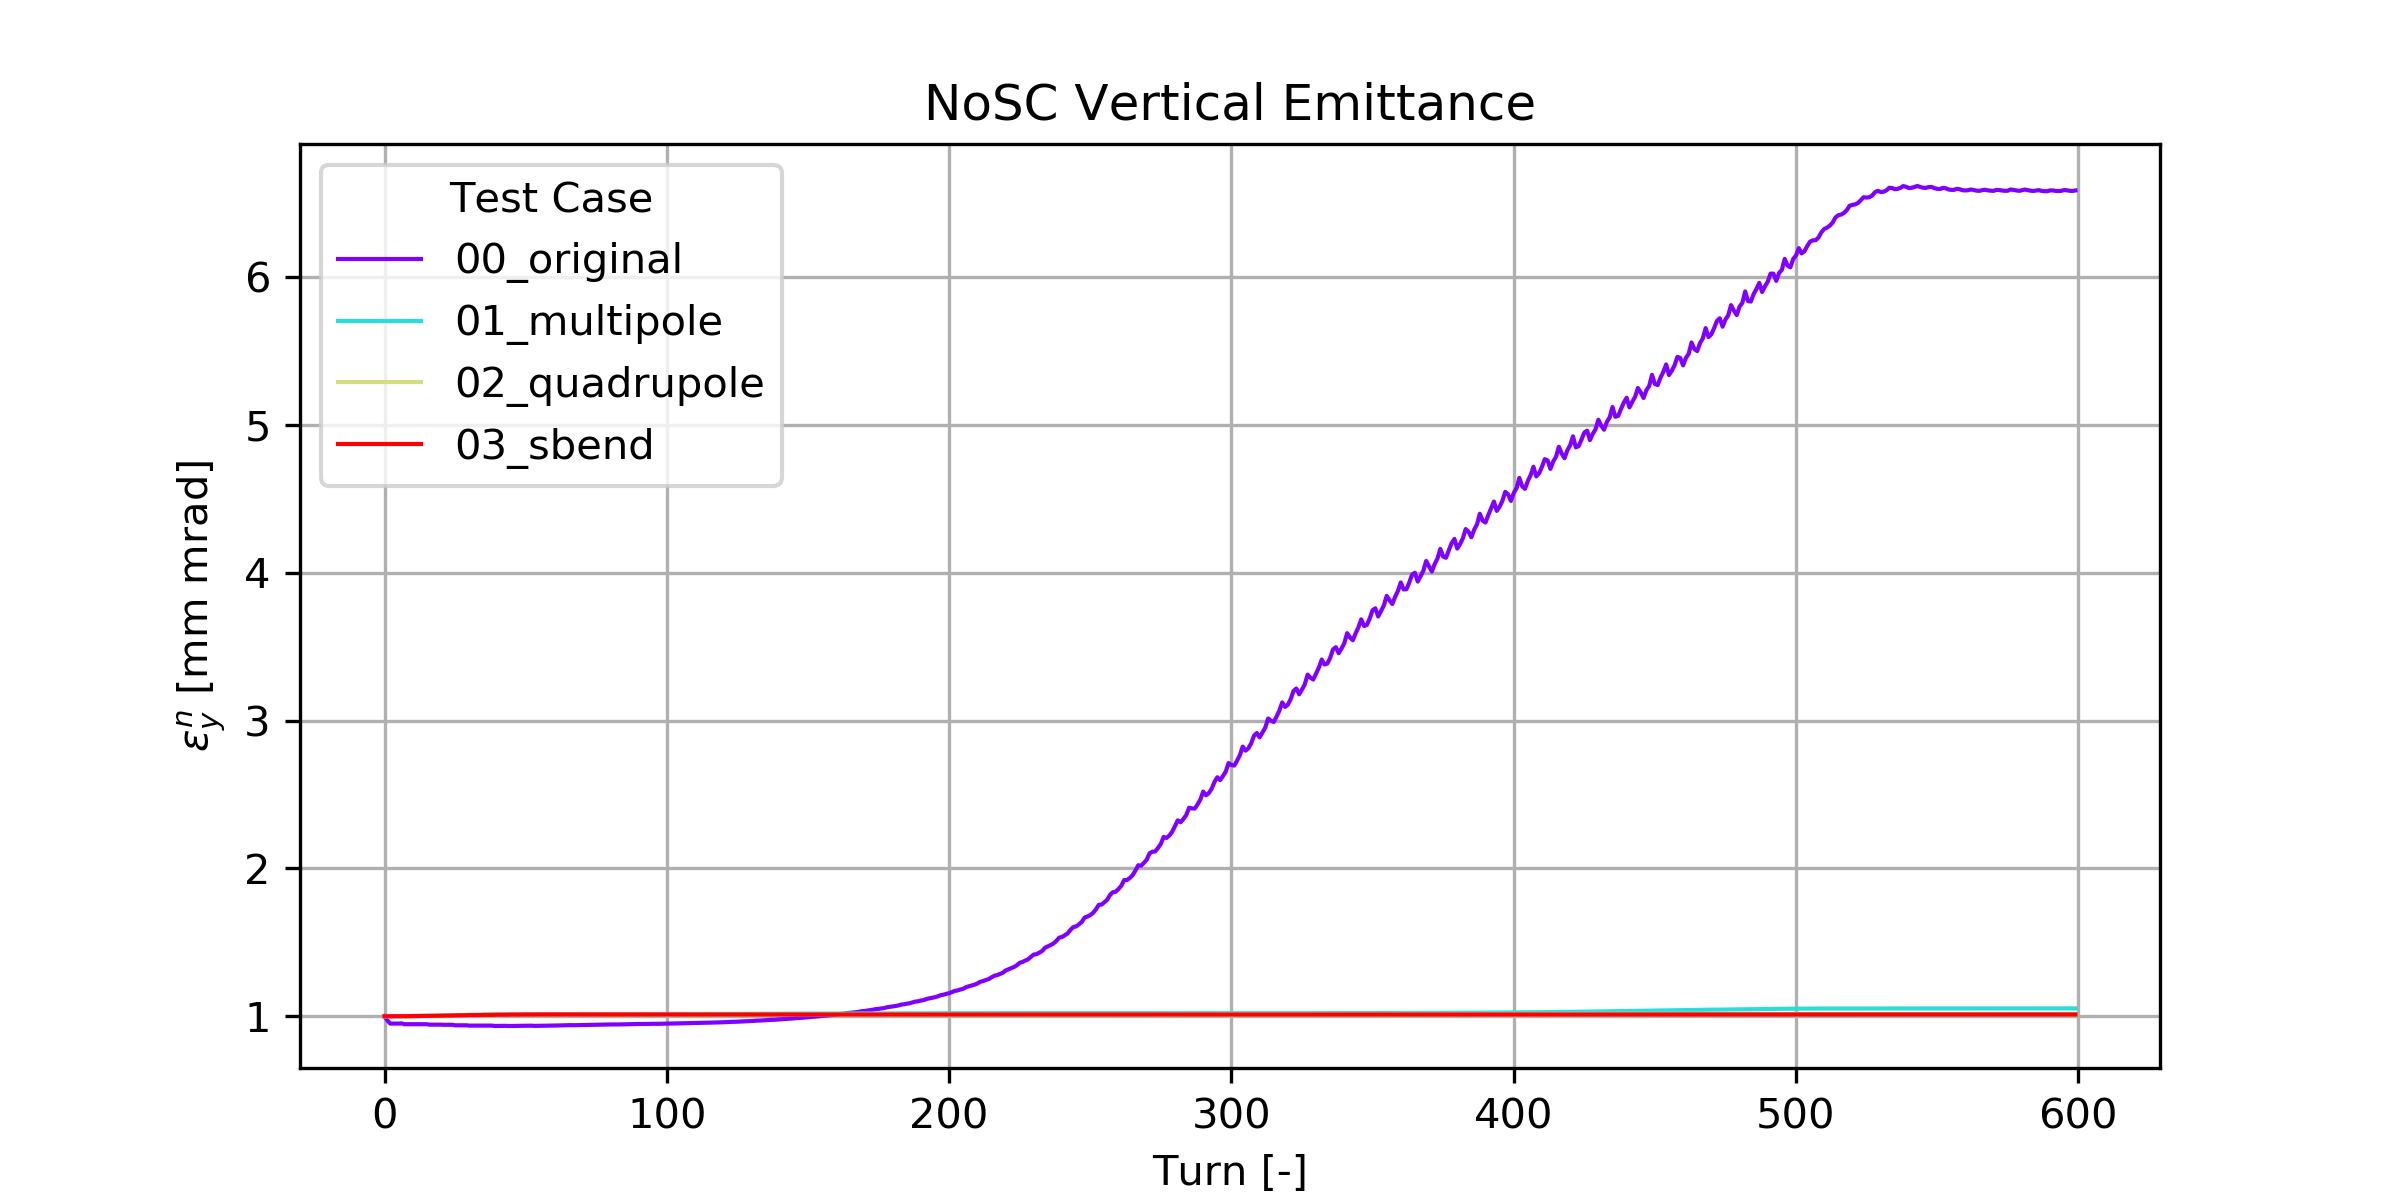 NoSC Vertical Emittance
Test Case
00_original
01_multipole
02_quadrupole
03_sbend
6
5
4
3
2
1
ε_y^n [mm mrad]
0 100 200 300 400 500 600
Turn [-]